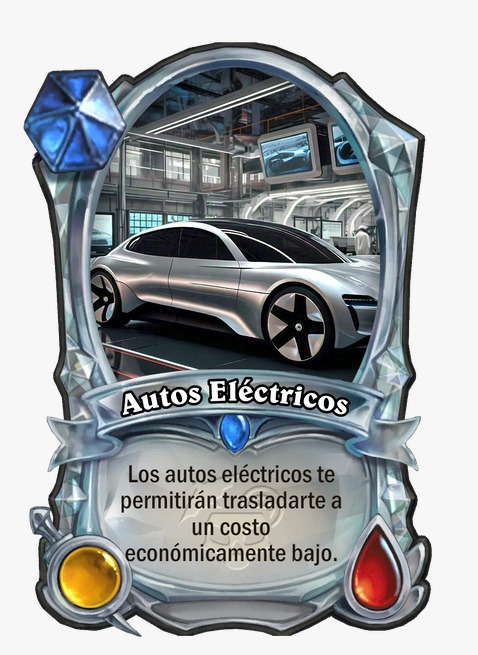 Autos Eléctricos
Los autos eléctricos te
permitirán trasladarte a
un costo
económicamente bajo.